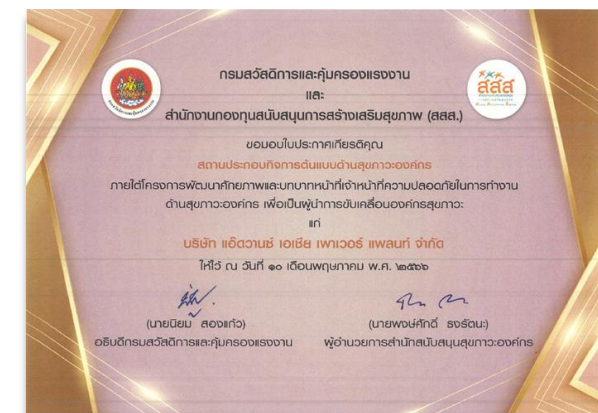 กรมสวัสดิการและคุ้มครองแรงงาน
และ
สำนักงานกองทุนสนับสนุนการสร้างเสริมสุขภาพ (สสส.)
สสส
ขอมอบใบประกาศเกียรติคุณ
สถานประกอบกิจการต้นแบบด้านสุขภาวะองค์กร
ภายใต้โครงการพัฒนาศักยภาพและบทบาทหน้าที่เจ้าหน้าที่ความปลอดภัยในการทำงาน
ด้านสุขภาวะองค์กร เพื่อเป็นผู้นำการขับเคลื่อนองค์กรสุขภาวะ
แก่
บริษัท แอ็ดวานซ์ เอเชีย เพาเวอร์ แพลนท์ จำกัด
ให้ไว้ ณ วันที่ ๑๐ เดือนพฤษภาคม พ.ศ. ๒๕๖๖
(นายนิยม สองแก้ว) (นายพงษ์ศักดิ์ ธงรัตนะ)
อธิบดีกรมสวัสดิการและคุ้มครองแรงงาน ผู้อำนวยการสำนักสนับสนุนสุขภาวะองค์กร